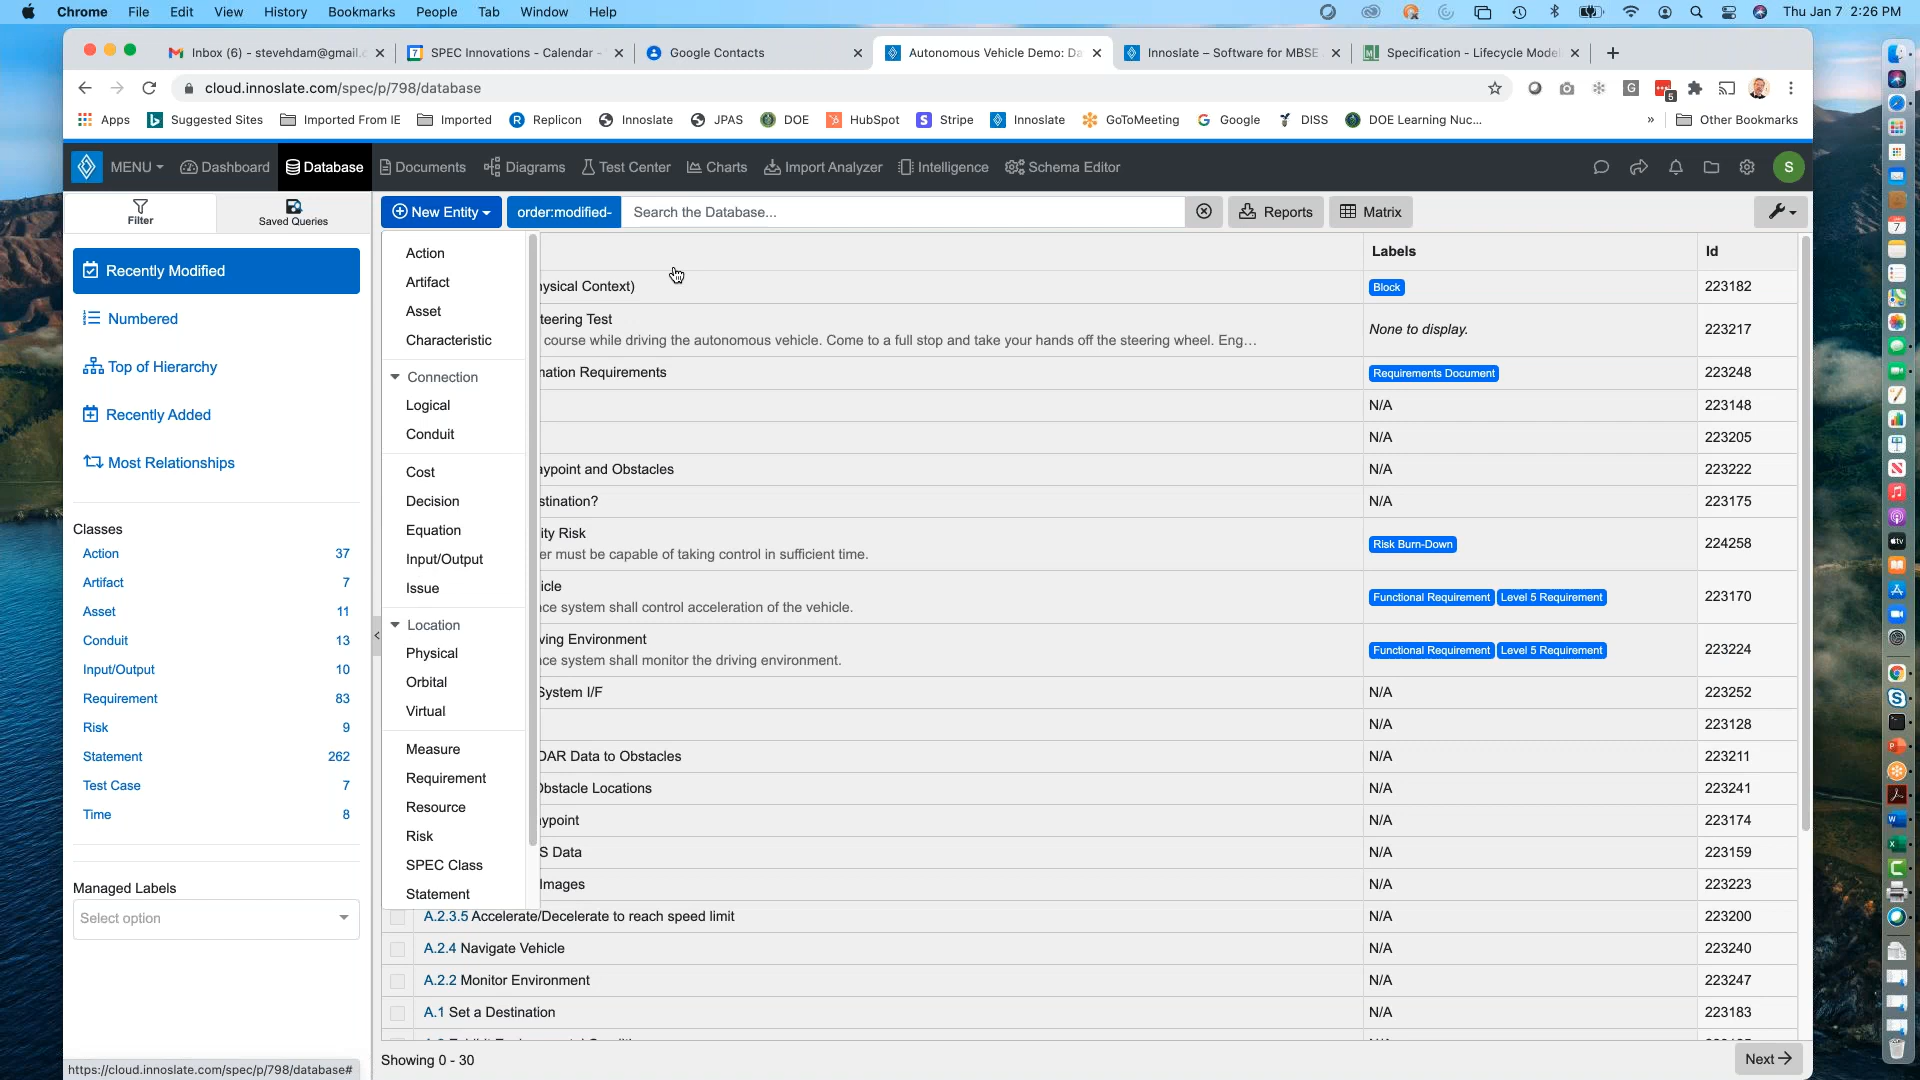 Chrome File Edit View History Bookmarks People Tab Window Help Thu Jan 7 2:26 PM
Inbox (6) - stevehdam@gmail.c SPEC Innovations - Calendar - Google Contacts Autonomous Vehicle Demo: Da Innoslate – Software for MBSE Specification - Lifecycle Model
cloud.innoslate.com/spec/p/798/database
Apps Suggested Sites Imported From IE Imported Replicon Innoslate JPAS DOE HubSpot Stripe Innoslate GoToMeeting Google DISS DOE Learning Nuc... » Other Bookmarks
MENU Dashboard Database Documents Diagrams Test Center Charts Import Analyzer Intelligence Schema Editor S
Filter Saved Queries
New Entity order:modified- Search the Database... Reports Matrix
Recently Modified
Numbered
Top of Hierarchy
Recently Added
Most Relationships
Classes
Action 37
Artifact 7
Asset 11
Conduit 13
Input/Output 10
Requirement 83
Risk 9
Statement 262
Test Case 7
Time 8
Managed Labels
Select option
https://cloud.innoslate.com/spec/p/798/database#
Action
Artifact
Asset
Characteristic
Connection
Logical
Conduit
Cost
Decision
Equation
Input/Output
Issue
Location
Physical
Orbital
Virtual
Measure
Requirement
Resource
Risk
SPEC Class
Statement
Labels Id
ysical Context) Block 223182
teering Test
course while driving the autonomous vehicle. Come to a full stop and take your hands off the steering wheel. Eng... None to display. 223217
nation Requirements Requirements Document 223248
N/A 223148
N/A 223205
aypoint and Obstacles N/A 223222
stination? N/A 223175
ity Risk
er must be capable of taking control in sufficient time. Risk Burn-Down 224258
icle
nce system shall control acceleration of the vehicle. Functional Requirement Level 5 Requirement 223170
ving Environment
nce system shall monitor the driving environment. Functional Requirement Level 5 Requirement 223224
System I/F N/A 223252
N/A 223128
DAR Data to Obstacles N/A 223211
Obstacle Locations N/A 223241
ypoint N/A 223174
S Data N/A 223159
Images N/A 223223
A.2.3.5 Accelerate/Decelerate to reach speed limit N/A 223200
A.2.4 Navigate Vehicle N/A 223240
A.2.2 Monitor Environment N/A 223247
A.1 Set a Destination N/A 223183
Showing 0 - 30 Next